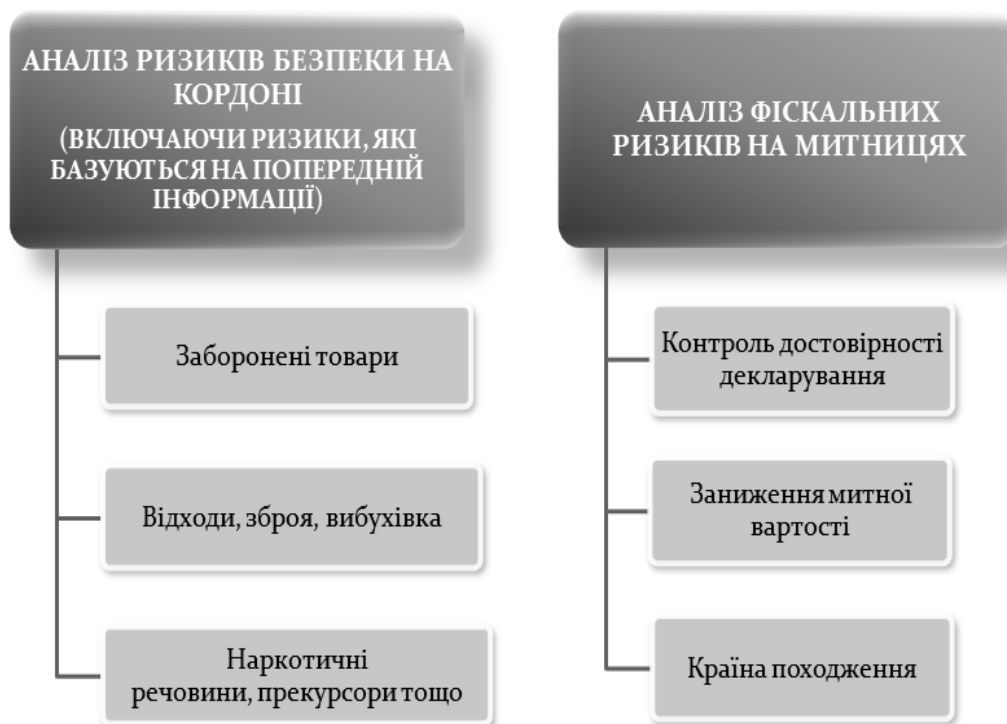 АНАЛІЗ РИЗИКІВ БЕЗПЕКИ НА
КОРДОНІ
(ВКЛЮЧАЮЧИ РИЗИКИ, ЯКІ
БАЗУЮТЬСЯ НА ПОПЕРЕДНІЙ
ІНФОРМАЦІЇ)
Заборонені товари
Відходи, зброя, вибухівка
Наркотичні
речовини, прекурсори тощо
АНАЛІЗ ФІСКАЛЬНИХ
РИЗИКІВ НА МИТНИЦЯХ
Контроль достовірності
декларування
Заниження митної
вартості
Країна походження